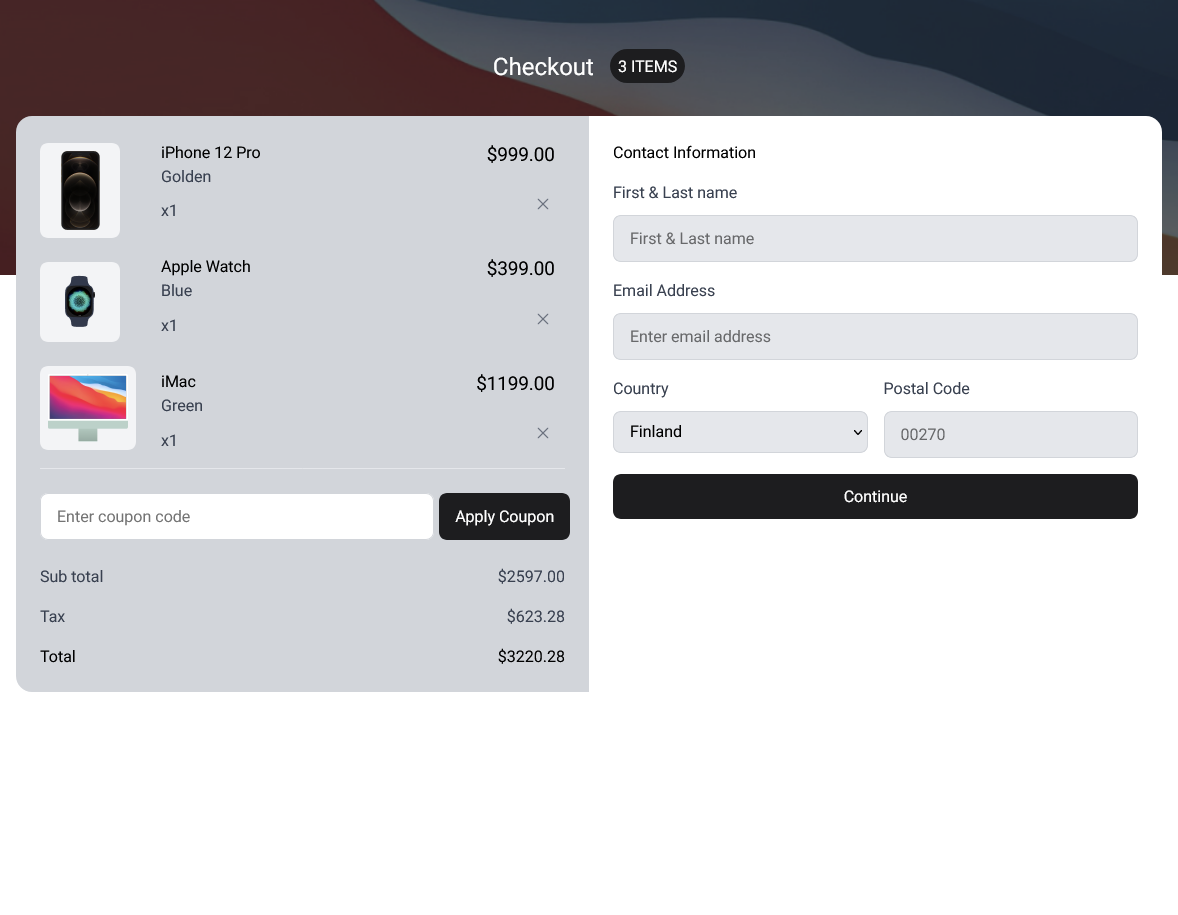 Checkout 3 ITEMS
iPhone 12 Pro $999.00
Golden
x1
Apple Watch $399.00
Blue
x1
iMac $1199.00
Green
x1
Enter coupon code Apply Coupon
Sub total $2597.00
Tax $623.28
Total $3220.28
Contact Information
First & Last name
First & Last name
Email Address
Enter email address
Country Postal Code
Finland 00270
Continue